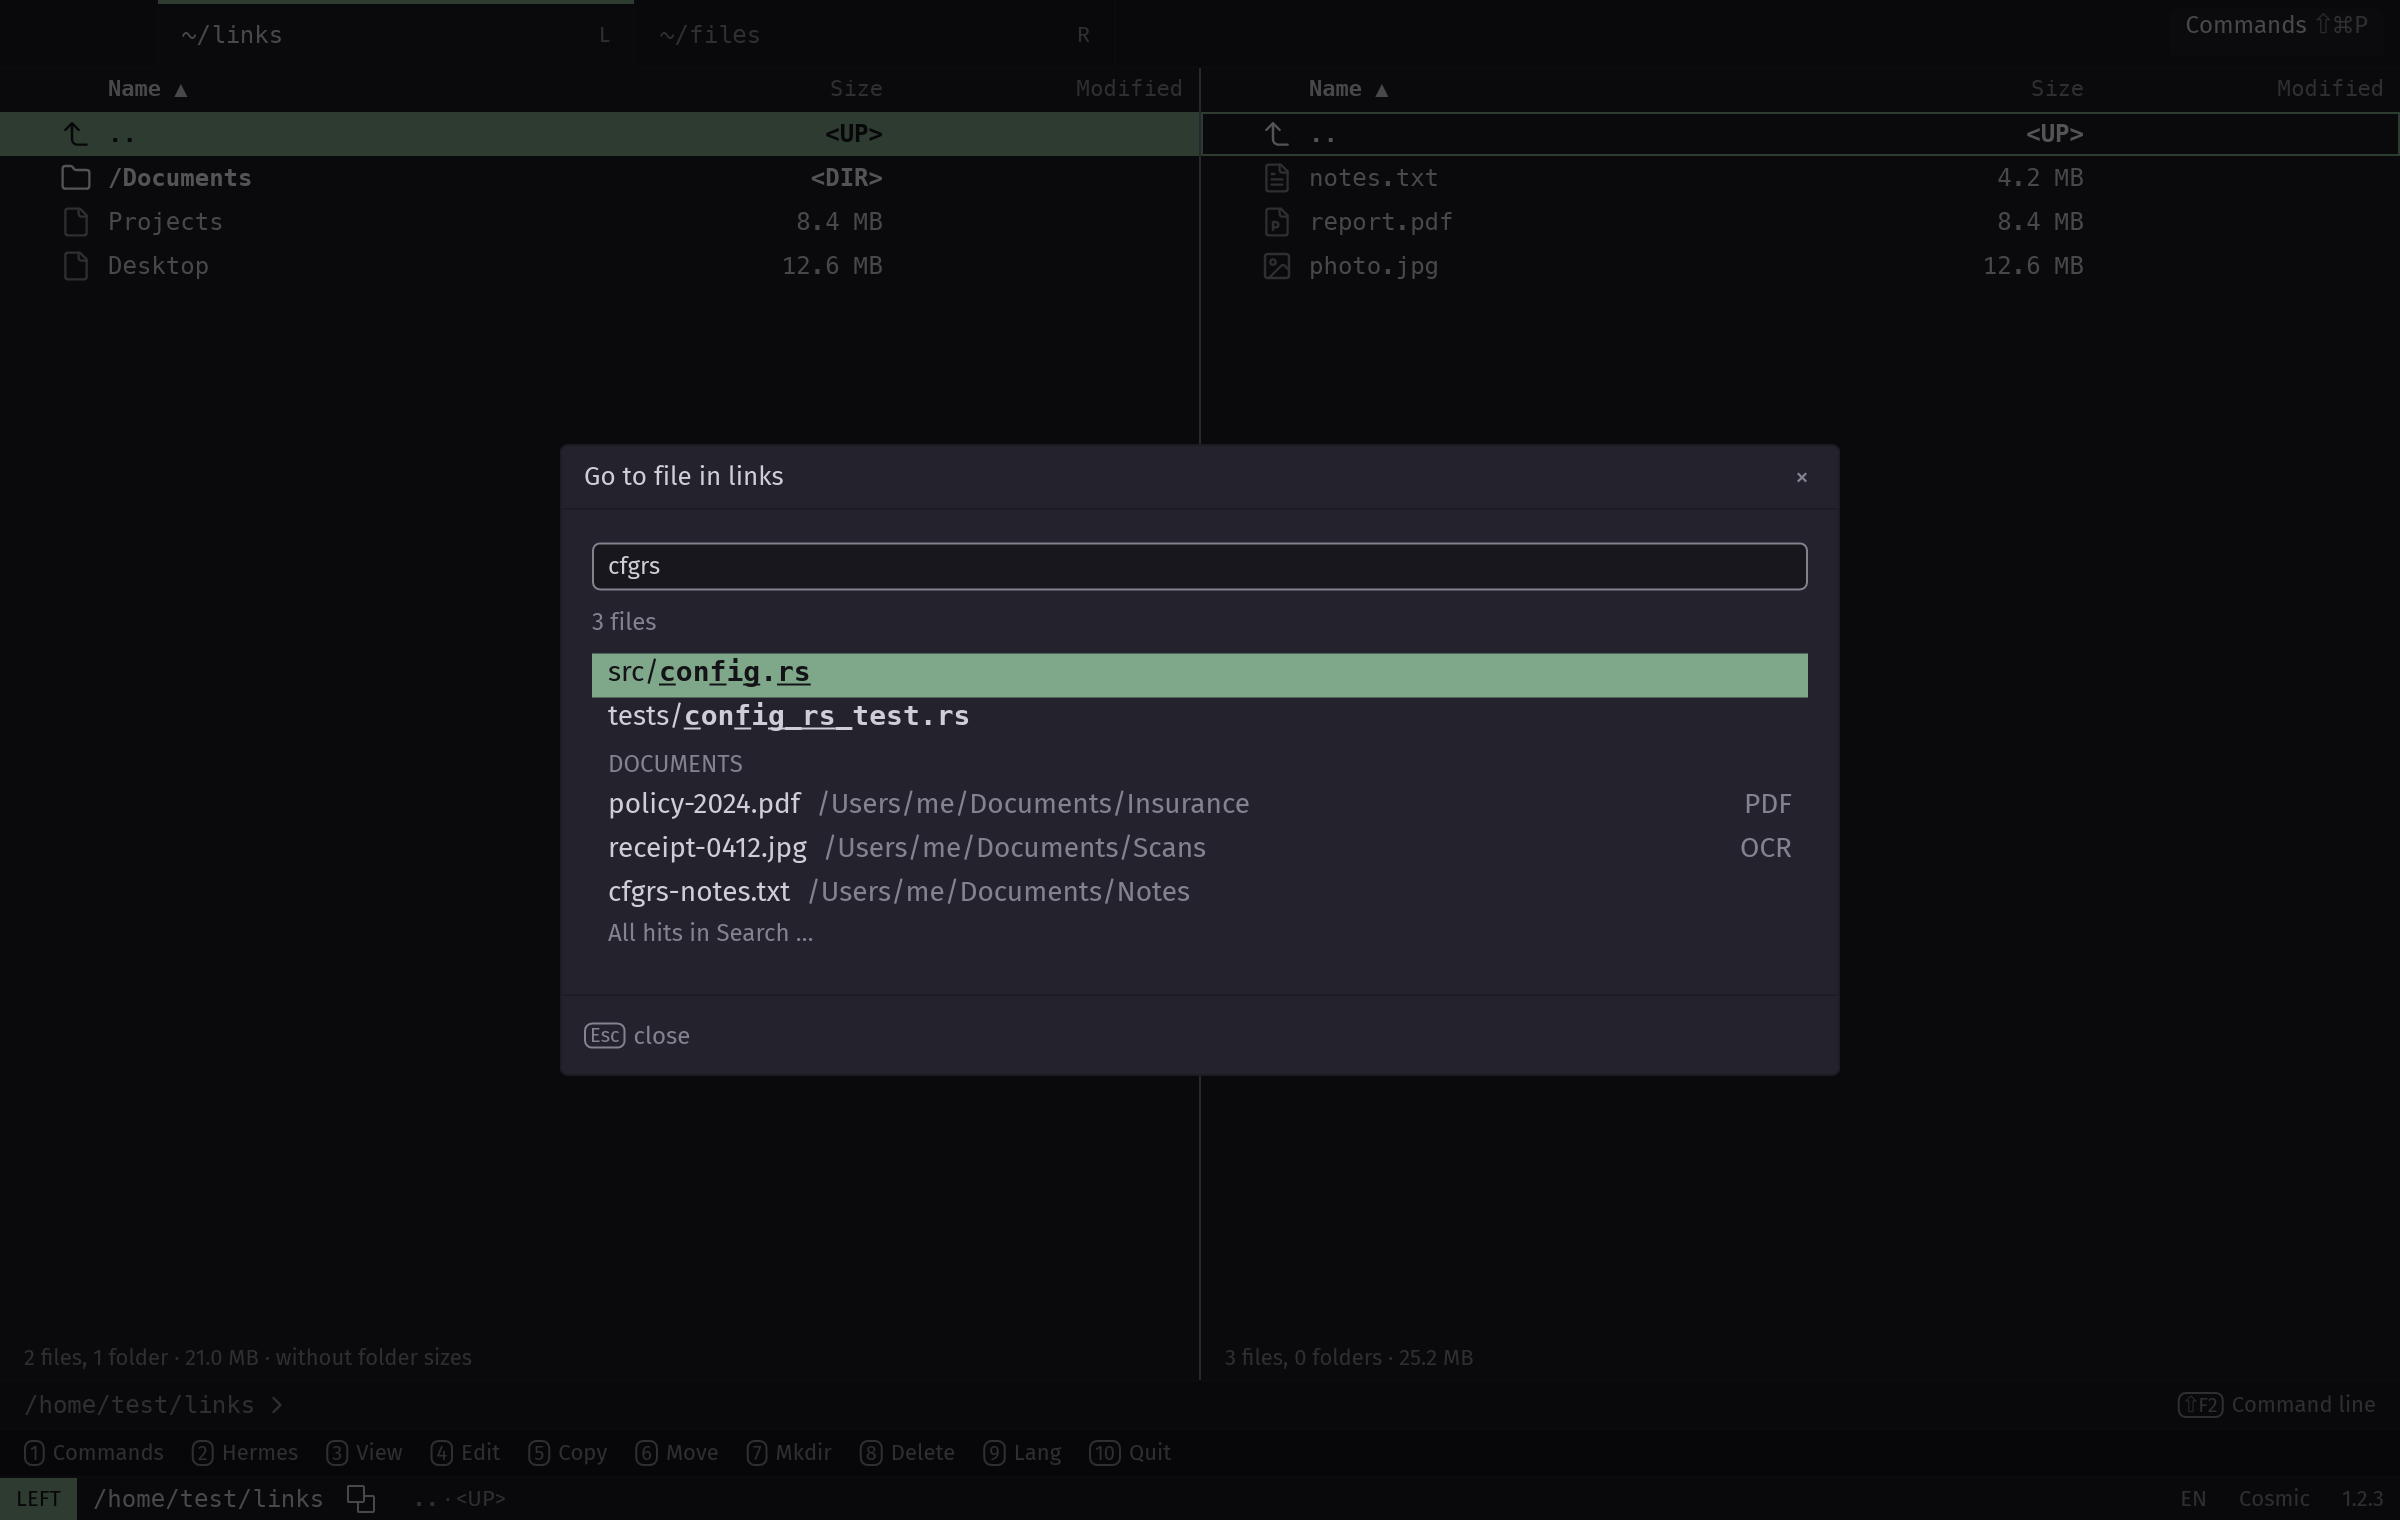 ~/links L ~/files R Commands ⇧⌘P
Name ▲ Size Modified Name ▲ Size Modified
.. <UP> .. <UP>
/Documents <DIR> notes.txt 4.2 MB
Projects 8.4 MB report.pdf 8.4 MB
Desktop 12.6 MB photo.jpg 12.6 MB
Go to file in links ×
cfgrs
3 files
src/config.rs
tests/config_rs_test.rs
DOCUMENTS
policy-2024.pdf /Users/me/Documents/Insurance PDF
receipt-0412.jpg /Users/me/Documents/Scans OCR
cfgrs-notes.txt /Users/me/Documents/Notes
All hits in Search ...
Esc close
2 files, 1 folder · 21.0 MB · without folder sizes 3 files, 0 folders · 25.2 MB
/home/test/links > ⇧F2 Command line
1 Commands 2 Hermes 3 View 4 Edit 5 Copy 6 Move 7 Mkdir 8 Delete 9 Lang 10 Quit
LEFT /home/test/links .. · <UP> EN Cosmic 1.2.3